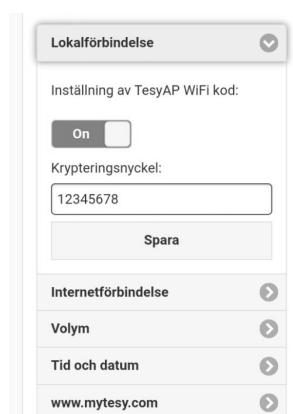 Lokalförbindelse
Inställning av TesyAP WiFi kod:
On
Krypteringsnyckel:
12345678
Spara
Internetförbindelse
Volym
Tid och datum
www.mytesy.com